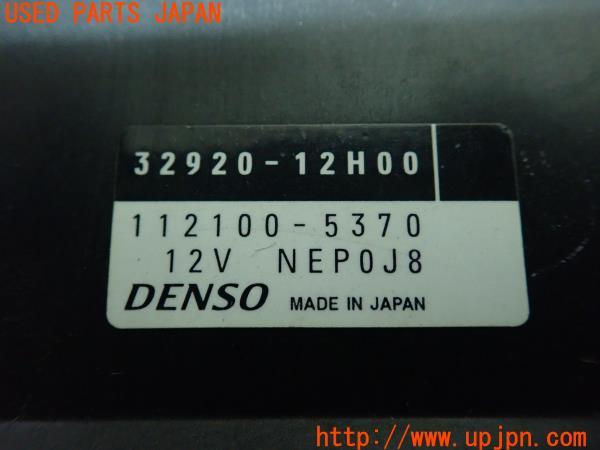 USED PARTS JAPAN
32920-12H00
112100-5370
12V NEP0J8
DENSO MADE IN JAPAN
http://www.upjpn.com/